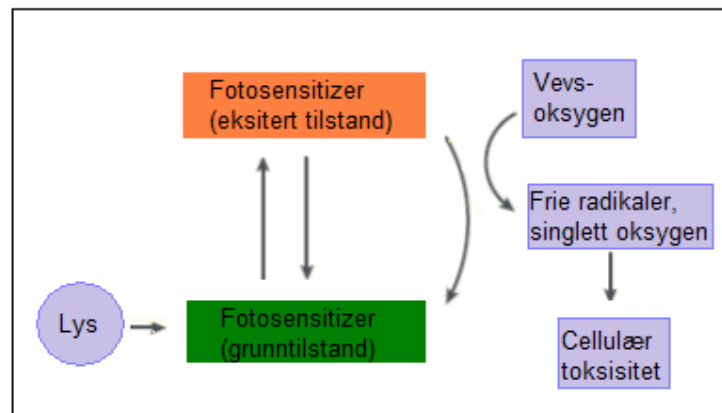 Fotosensitizer
(eksitert tilstand)
Vevs-
oksygen
Frie radikaler,
singlett oksygen
Lys
Fotosensitizer
(grunntilstand)
Cellulær
toksisitet